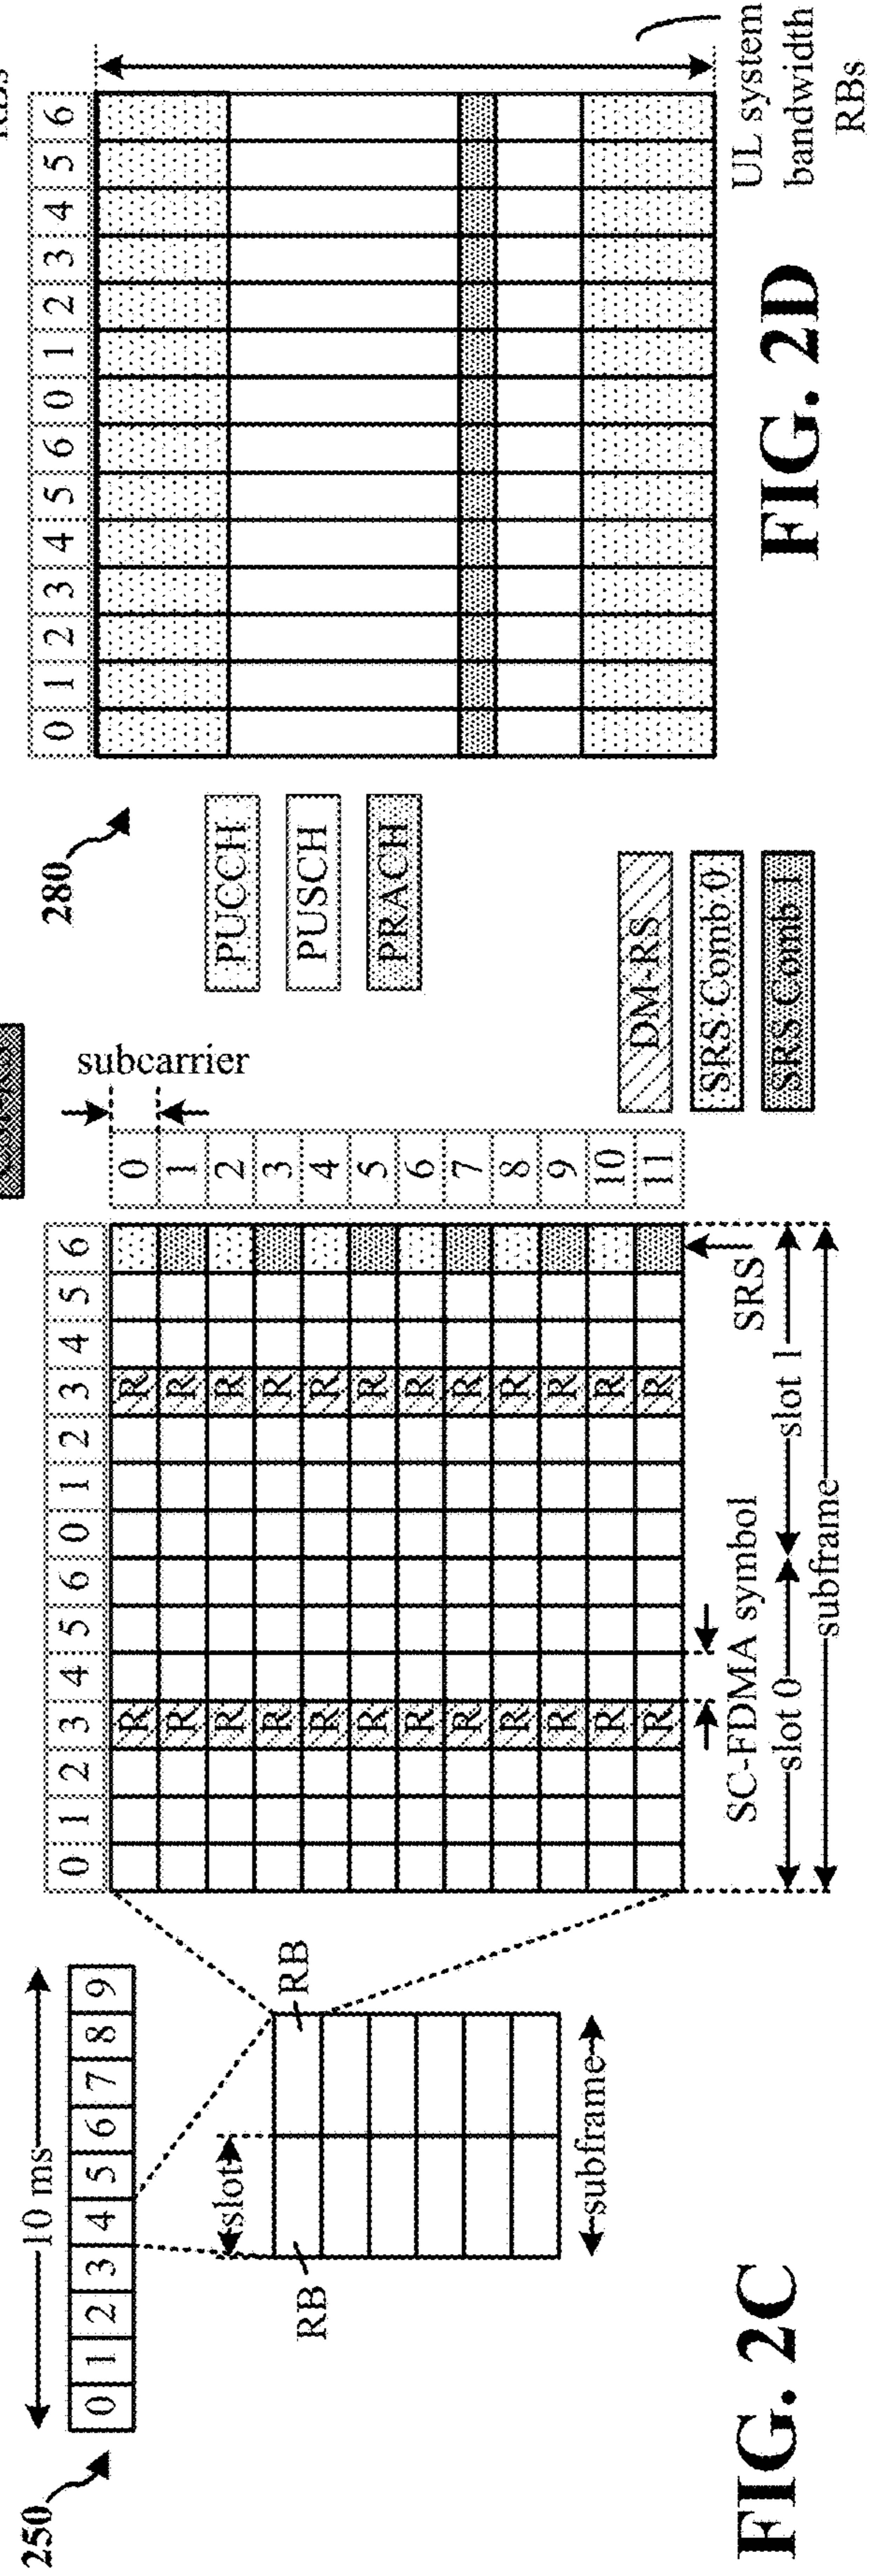 250
10 ms
0 1 2 3 4 5 6 7 8 9
slot
RB
RB
subframe
FIG. 2C
0 1 2 3 4 5 6 0 1 2 3 4 5 6
subcarrier
R R 0
R R 1
R R 2
R R 3
R R 4
R R 5
R R 6
R R 7
R R 8
R R 9
R R 10
R R 11
SC-FDMA symbol
SRS
slot 0
slot 1
subframe
DM-RS
SRS Comb 0
SRS Comb 1
280
0 1 2 3 4 5 6 0 1 2 3 4 5 6
PUCCH
PUSCH
PRACH
UL system
bandwidth
RBs
FIG. 2D